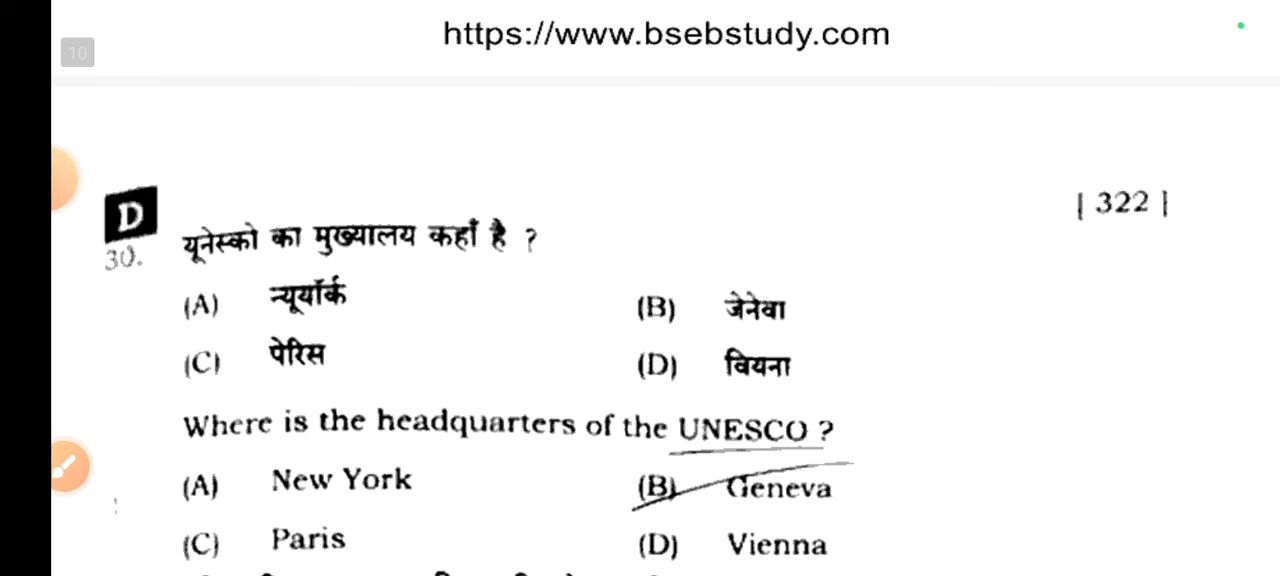 https://www.bsebstudy.com
10
D
| 322 |
30. यूनेस्को का मुख्यालय कहाँ है ?
(A) न्यूयॉर्क (B) जेनेवा
(C) पेरिस (D) वियना
Where is the headquarters of the UNESCO ?
(A) New York (B) Geneva
(C) Paris (D) Vienna